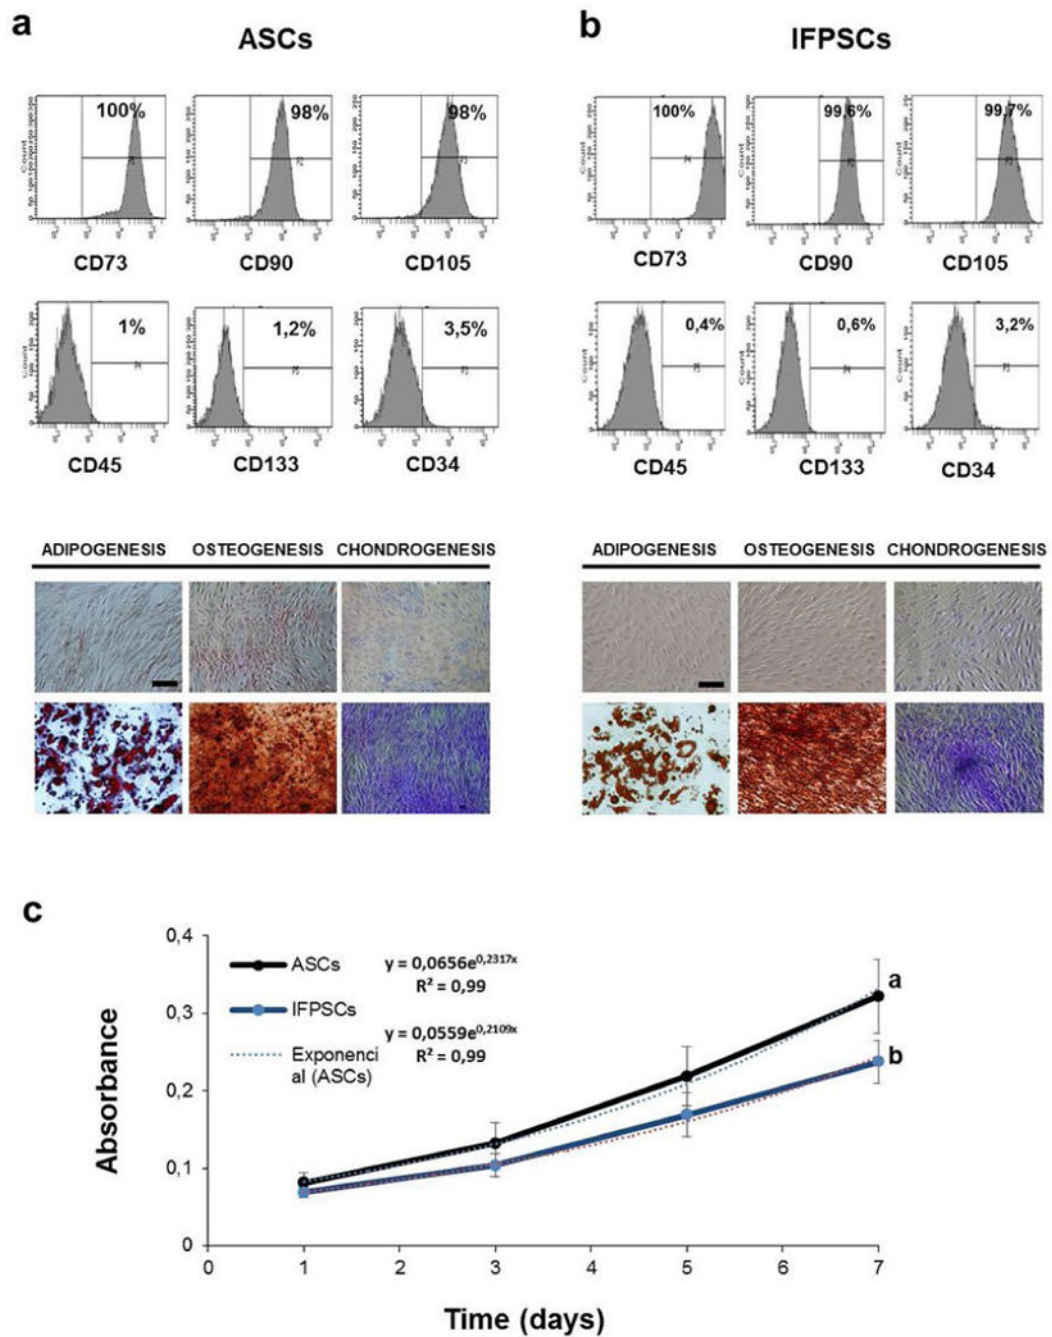 a
ASCs
b
IFPSCs
100%
98%
98%
100%
99,6%
99,7%
Count
Count
CD73
CD90
CD105
CD73
CD90
CD105
1%
1,2%
3,5%
0,4%
0,6%
3,2%
Count
Count
CD45
CD133
CD34
CD45
CD133
CD34
ADIPOGENESIS OSTEOGENESIS CHONDROGENESIS
ADIPOGENESIS OSTEOGENESIS CHONDROGENESIS
c
0,4
0,3
0,2
0,1
0
Absorbance
ASCs
y = 0,0656e^0,2317x
R² = 0,99
IFPSCs
y = 0,0559e^0,2109x
R² = 0,99
Exponenci
al (ASCs)
a
b
0 1 2 3 4 5 6 7
Time (days)